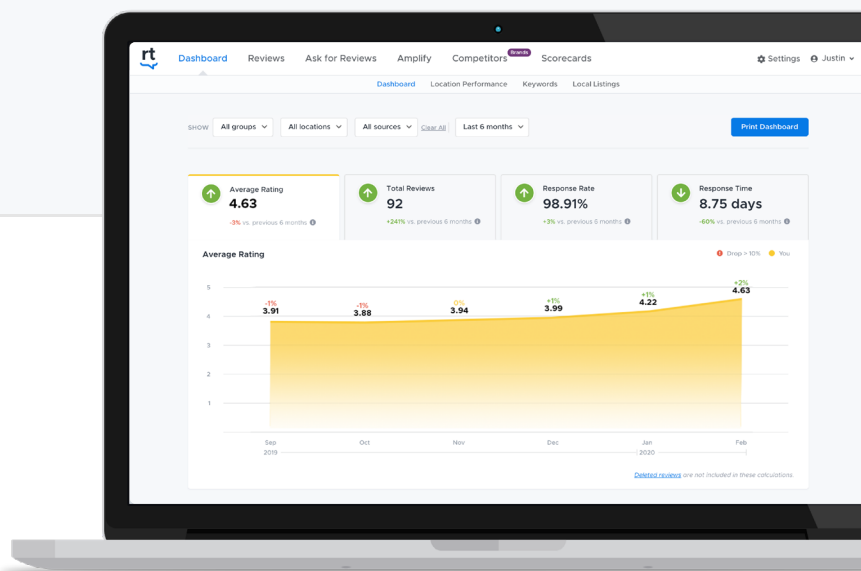 rt
Dashboard Reviews Ask for Reviews Amplify Competitors Brands Scorecards Settings Justin
Dashboard Location Performance Keywords Local Listings
SHOW All groups All locations All sources Clear All Last 6 months Print Dashboard
Average Rating
4.63
-3% vs. previous 6 months
Total Reviews
92
+241% vs. previous 6 months
Response Rate
98.91%
+3% vs. previous 6 months
Response Time
8.75 days
-60% vs. previous 6 months
Average Rating Drop > 10% You
5
4
3
2
1
-1%
3.91
-1%
3.88
0%
3.94
+1%
3.99
+1%
4.22
+2%
4.63
Sep Oct Nov Dec Jan Feb
2019 2020
Deleted reviews are not included in these calculations.